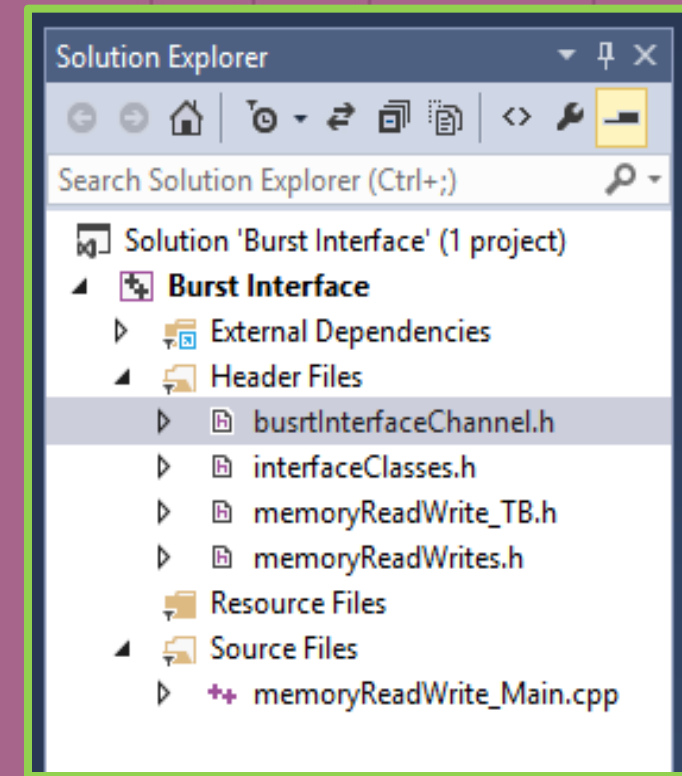 Solution Explorer
Search Solution Explorer (Ctrl+;)
Solution 'Burst Interface' (1 project)
Burst Interface
External Dependencies
Header Files
busrtInterfaceChannel.h
interfaceClasses.h
memoryReadWrite_TB.h
memoryReadWrites.h
Resource Files
Source Files
memoryReadWrite_Main.cpp